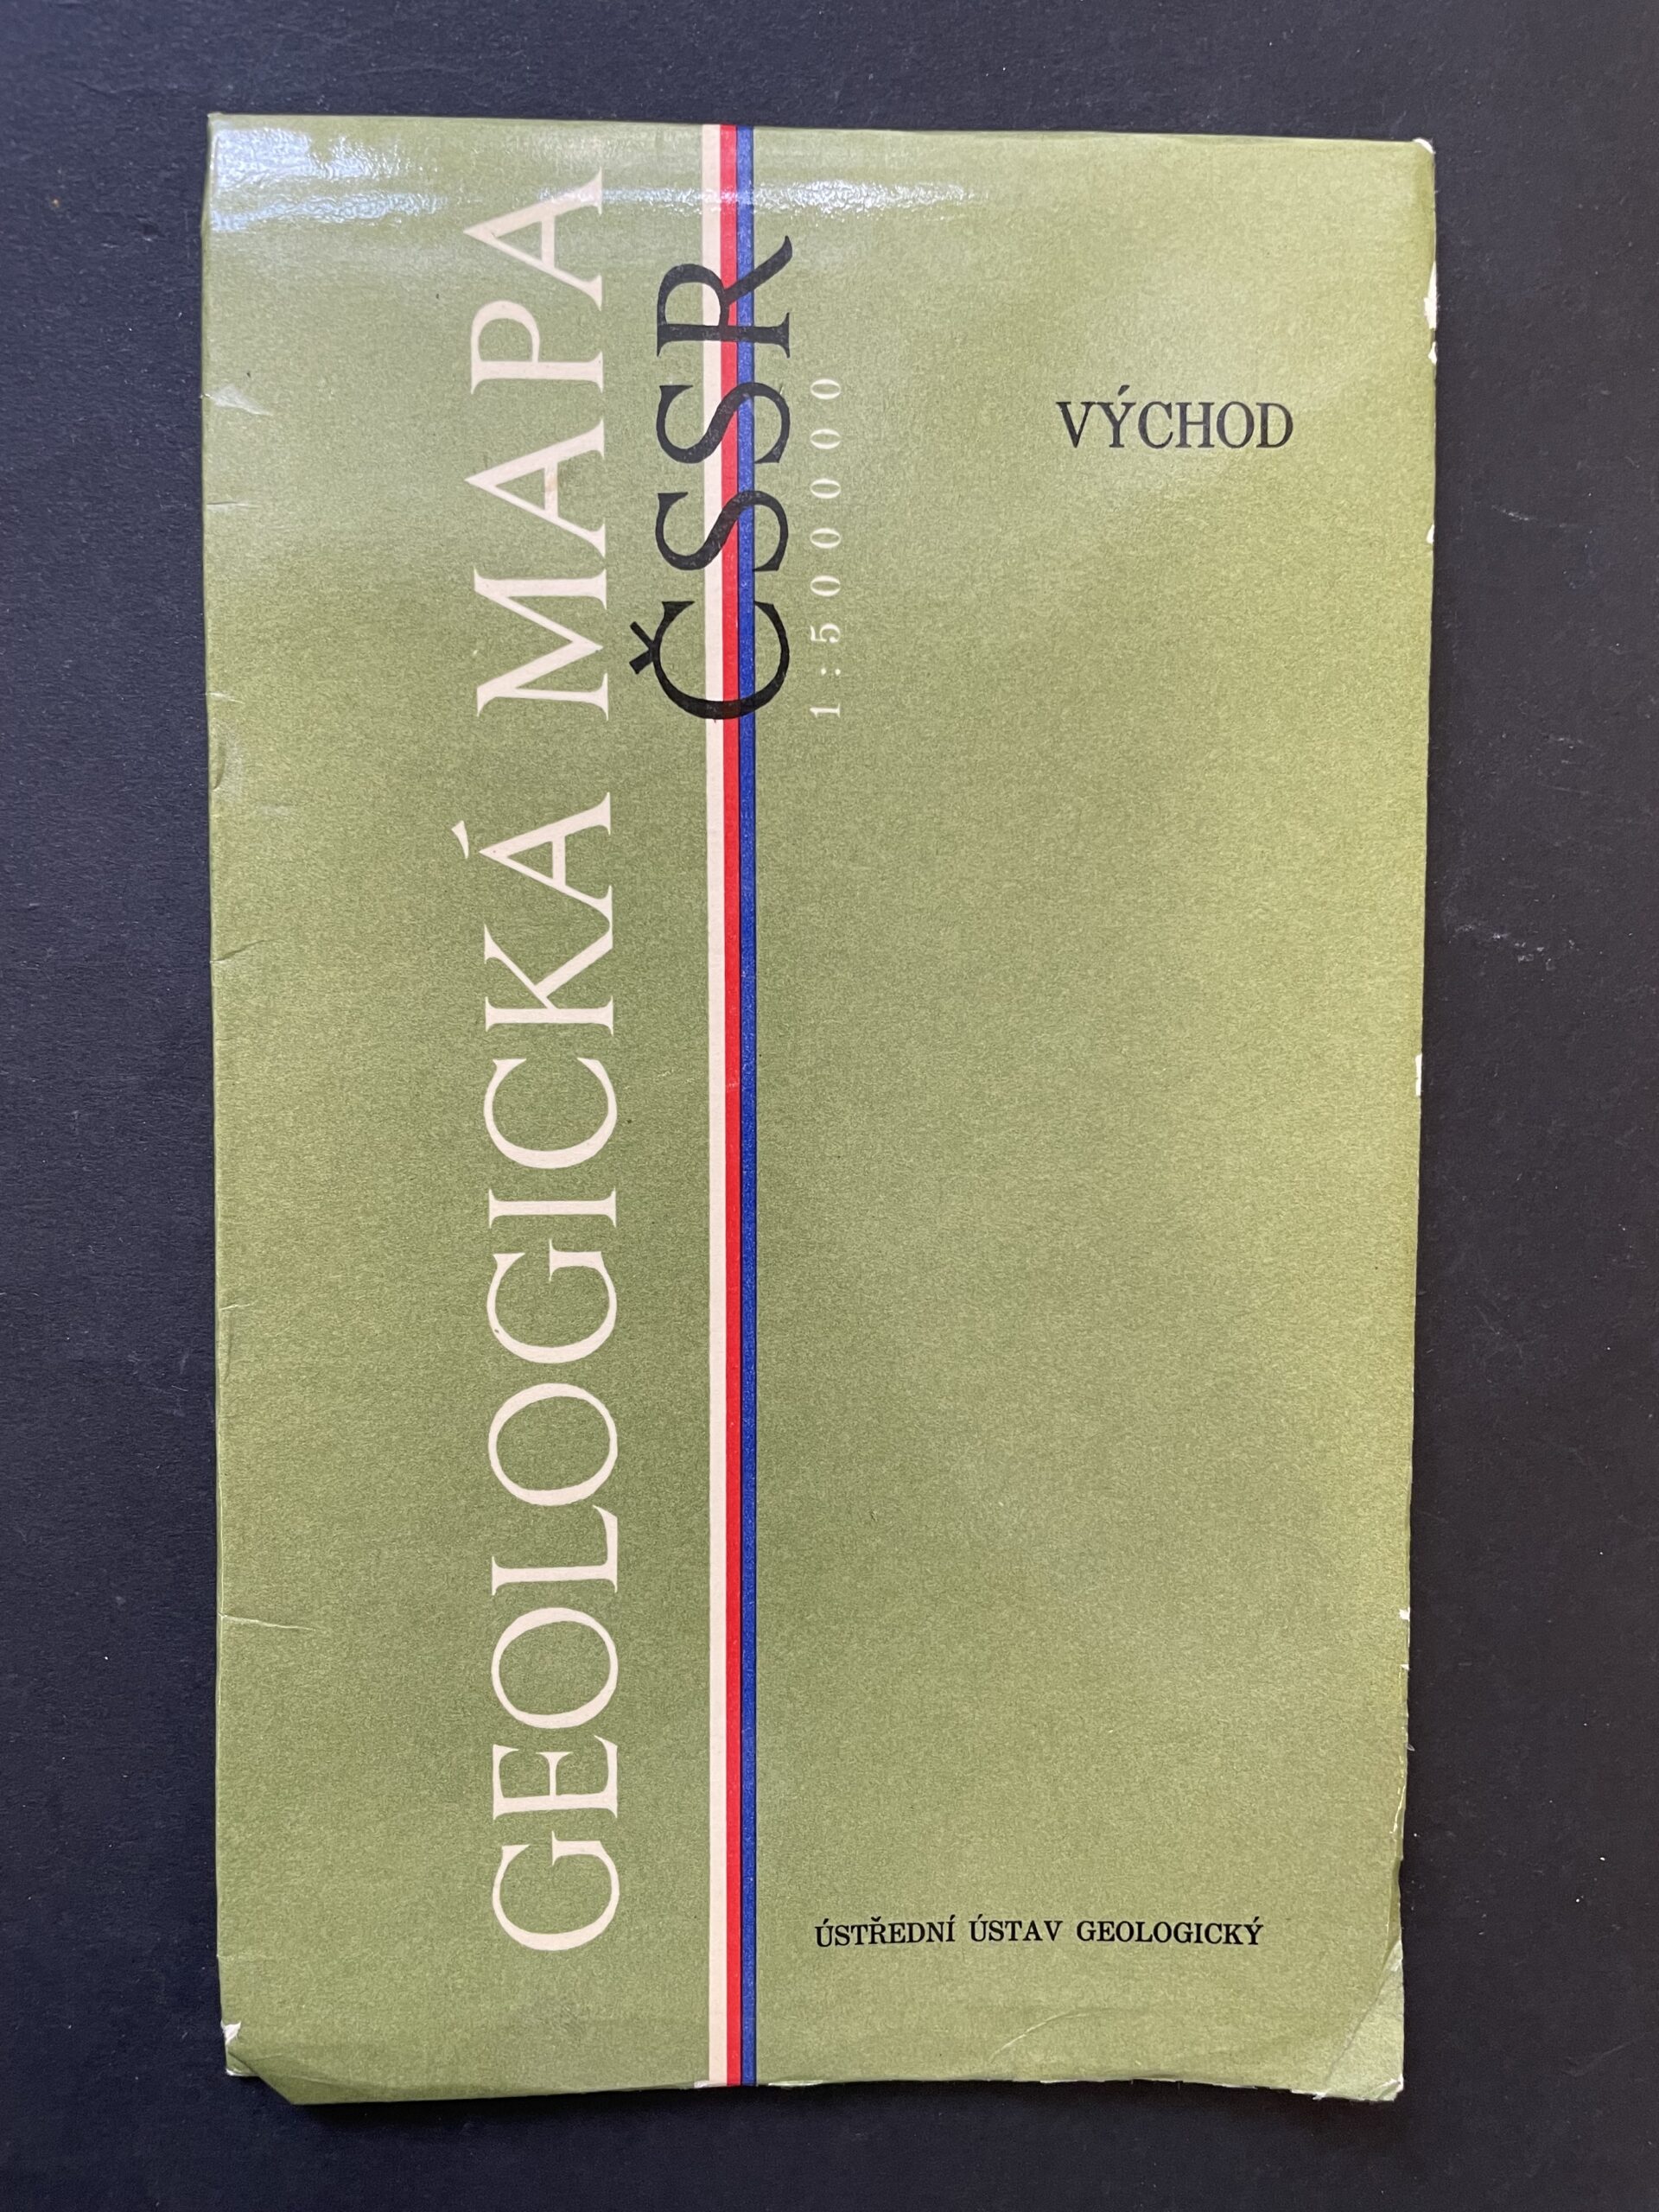 GEOLOGICKÁ MAPA
ČSSR
1:500000
VÝCHOD
ÚSTŘEDNÍ ÚSTAV GEOLOGICKÝ